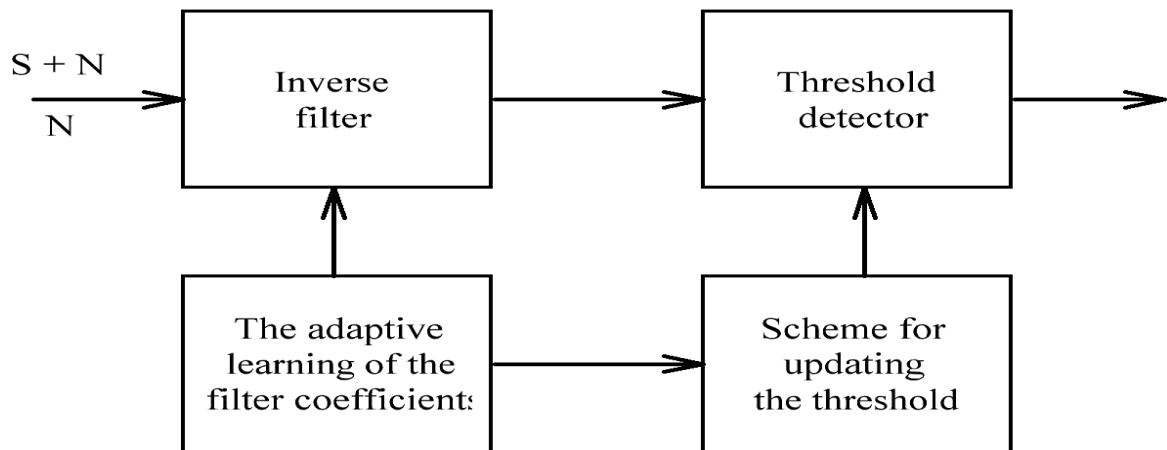 S + N
N
Inverse
filter
Threshold
detector
The adaptive
learning of the
filter coefficients
Scheme for
updating
the threshold